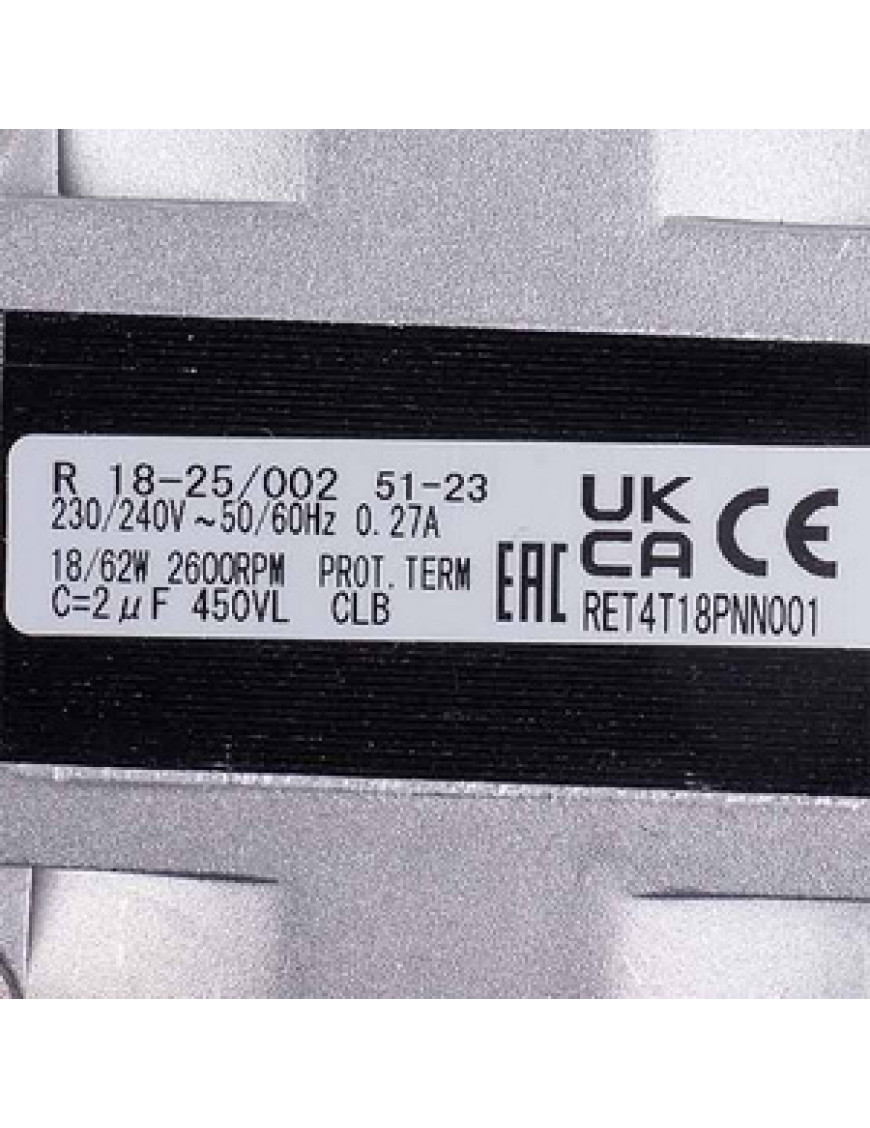 R 18-25/002 51-23
230/240V ~50/60Hz 0.27A
18/62W 2600RPM PROT.TERM
C=2μF 450VL CLB
EAC
UK
CA
CE
RET4T18PNN001